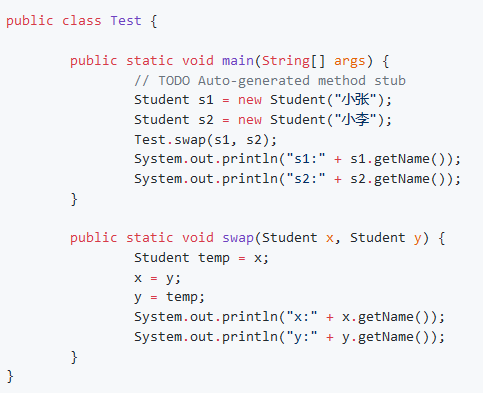 public class Test {
public static void main(String[] args) {
// TODO Auto-generated method stub
Student s1 = new Student("小张");
Student s2 = new Student("小李");
Test.swap(s1, s2);
System.out.println("s1:" + s1.getName());
System.out.println("s2:" + s2.getName());
}
public static void swap(Student x, Student y) {
Student temp = x;
x = y;
y = temp;
System.out.println("x:" + x.getName());
System.out.println("y:" + y.getName());
}
}